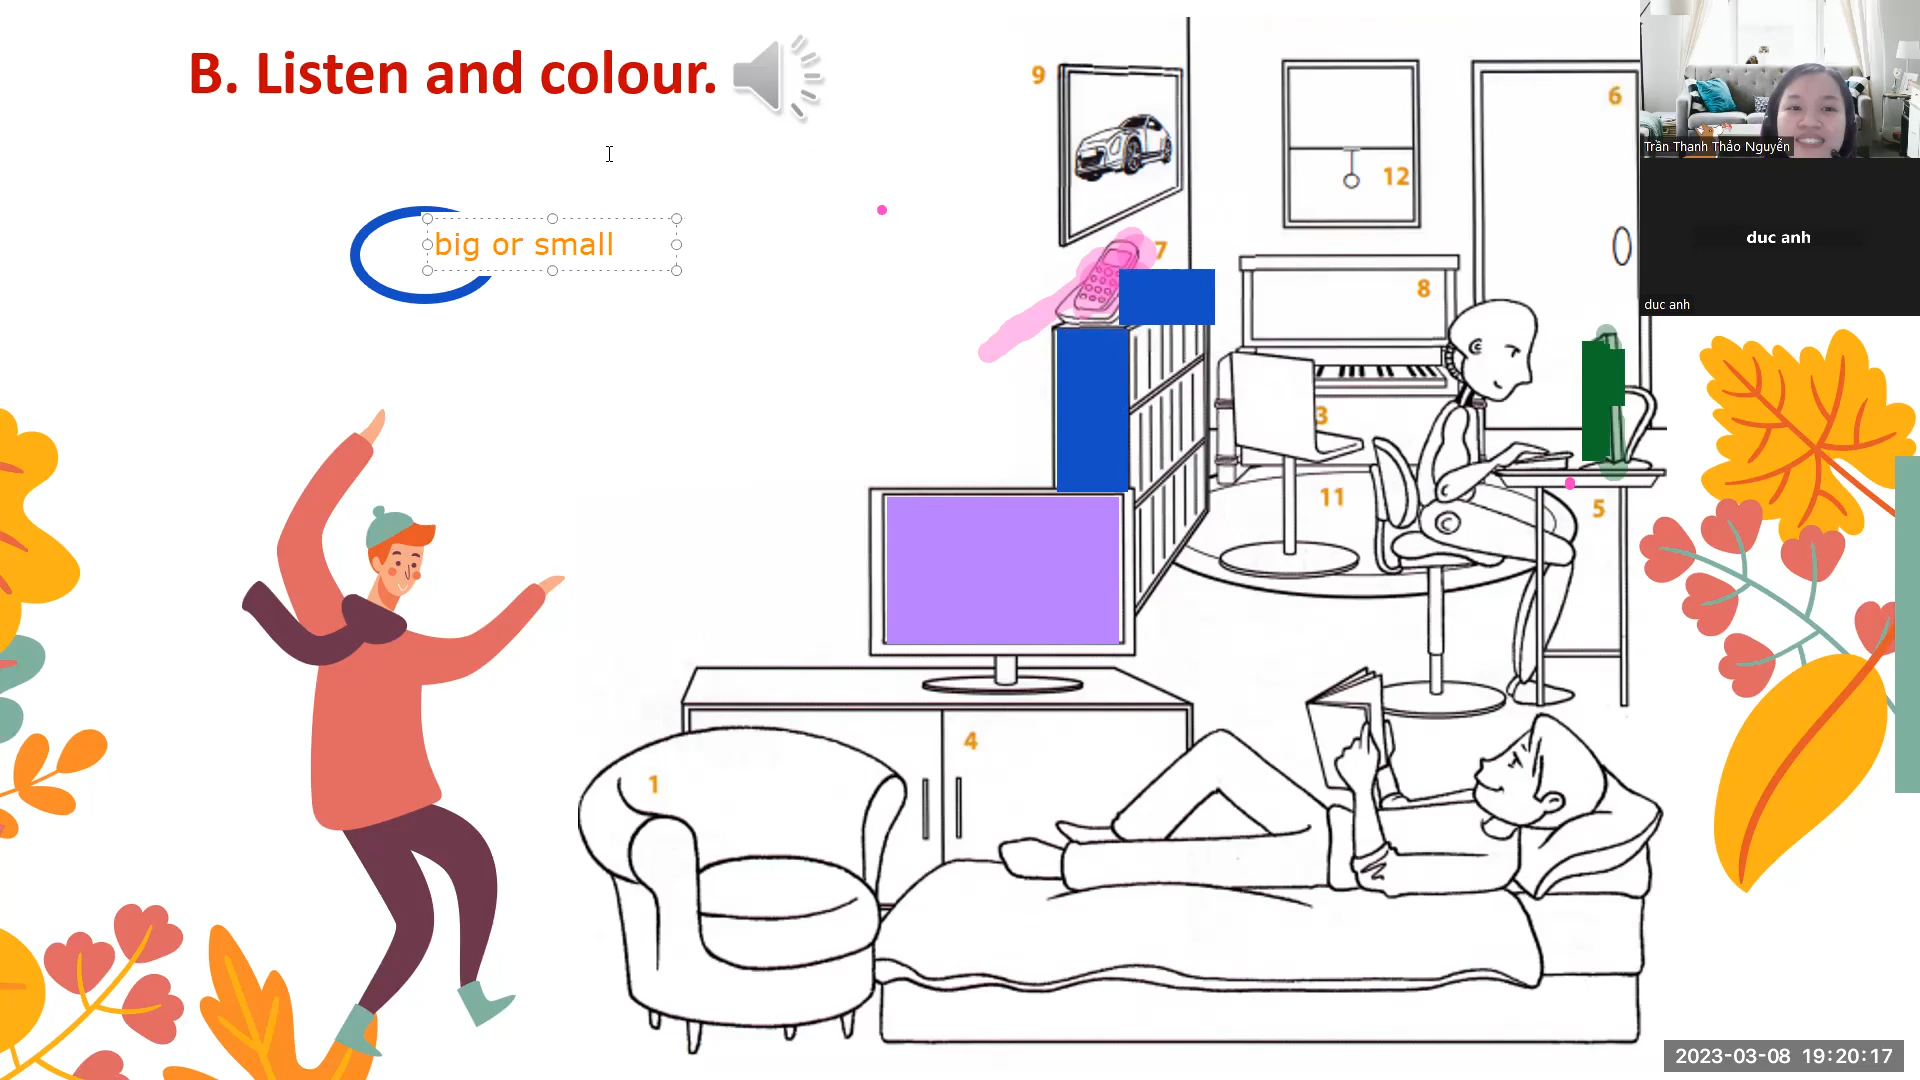 B. Listen and colour.
big or small
9
12
6
7
8
3
11
5
4
1
Trần Thanh Thảo Nguyễn
duc anh
duc anh
2023-03-08 19:20:17